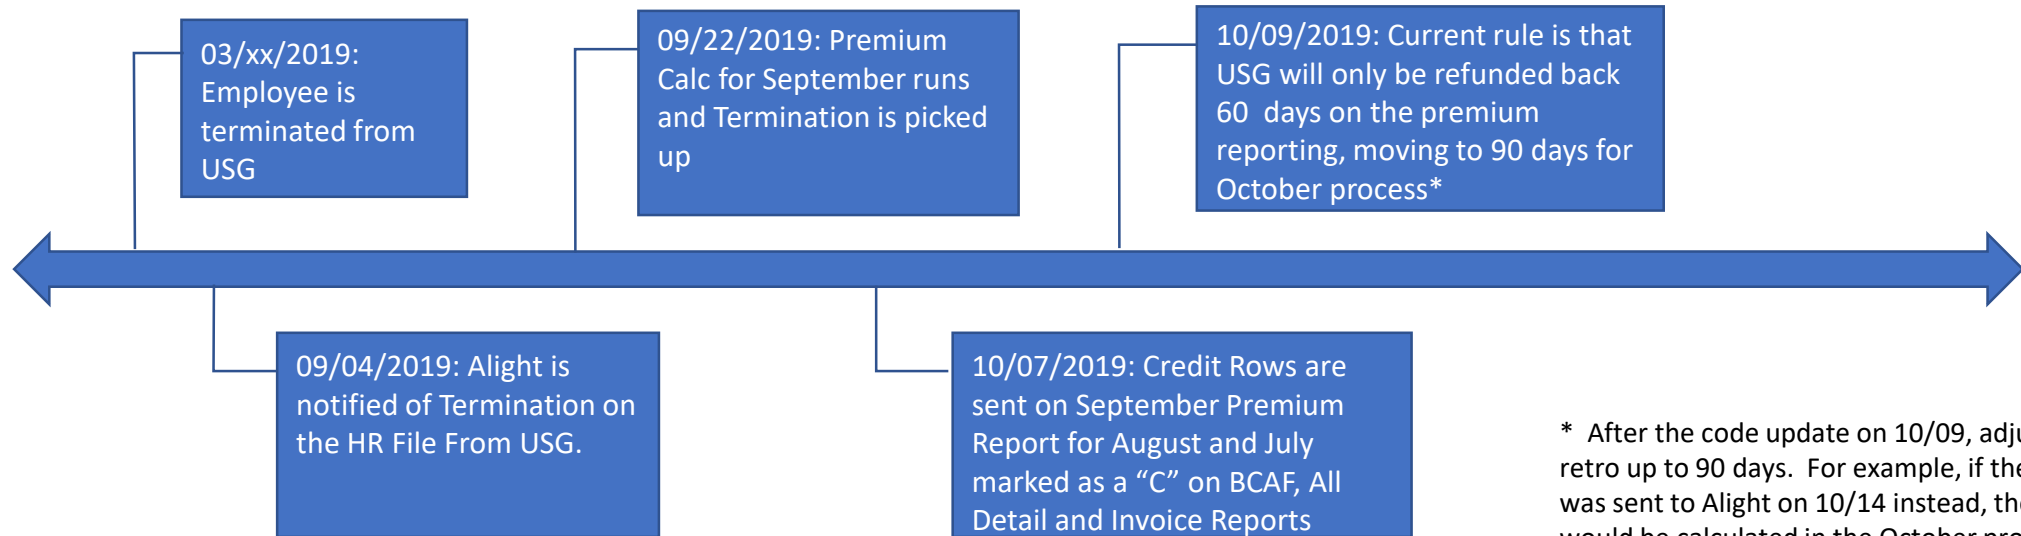 03/xx/2019:
Employee is
terminated from
USG
09/22/2019: Premium
Calc for September runs
and Termination is picked
up
10/09/2019: Current rule is that
USG will only be refunded back
60 days on the premium
reporting, moving to 90 days for
October process*
09/04/2019: Alight is
notified of Termination on
the HR File From USG.
10/07/2019: Credit Rows are
sent on September Premium
Report for August and July
marked as a “C” on BCAF, All
Detail and Invoice Reports
* After the code update on 10/09,
retro up to 90 days. For example, if
was sent to Alight on 10/14 instead,
would be calculated in the October